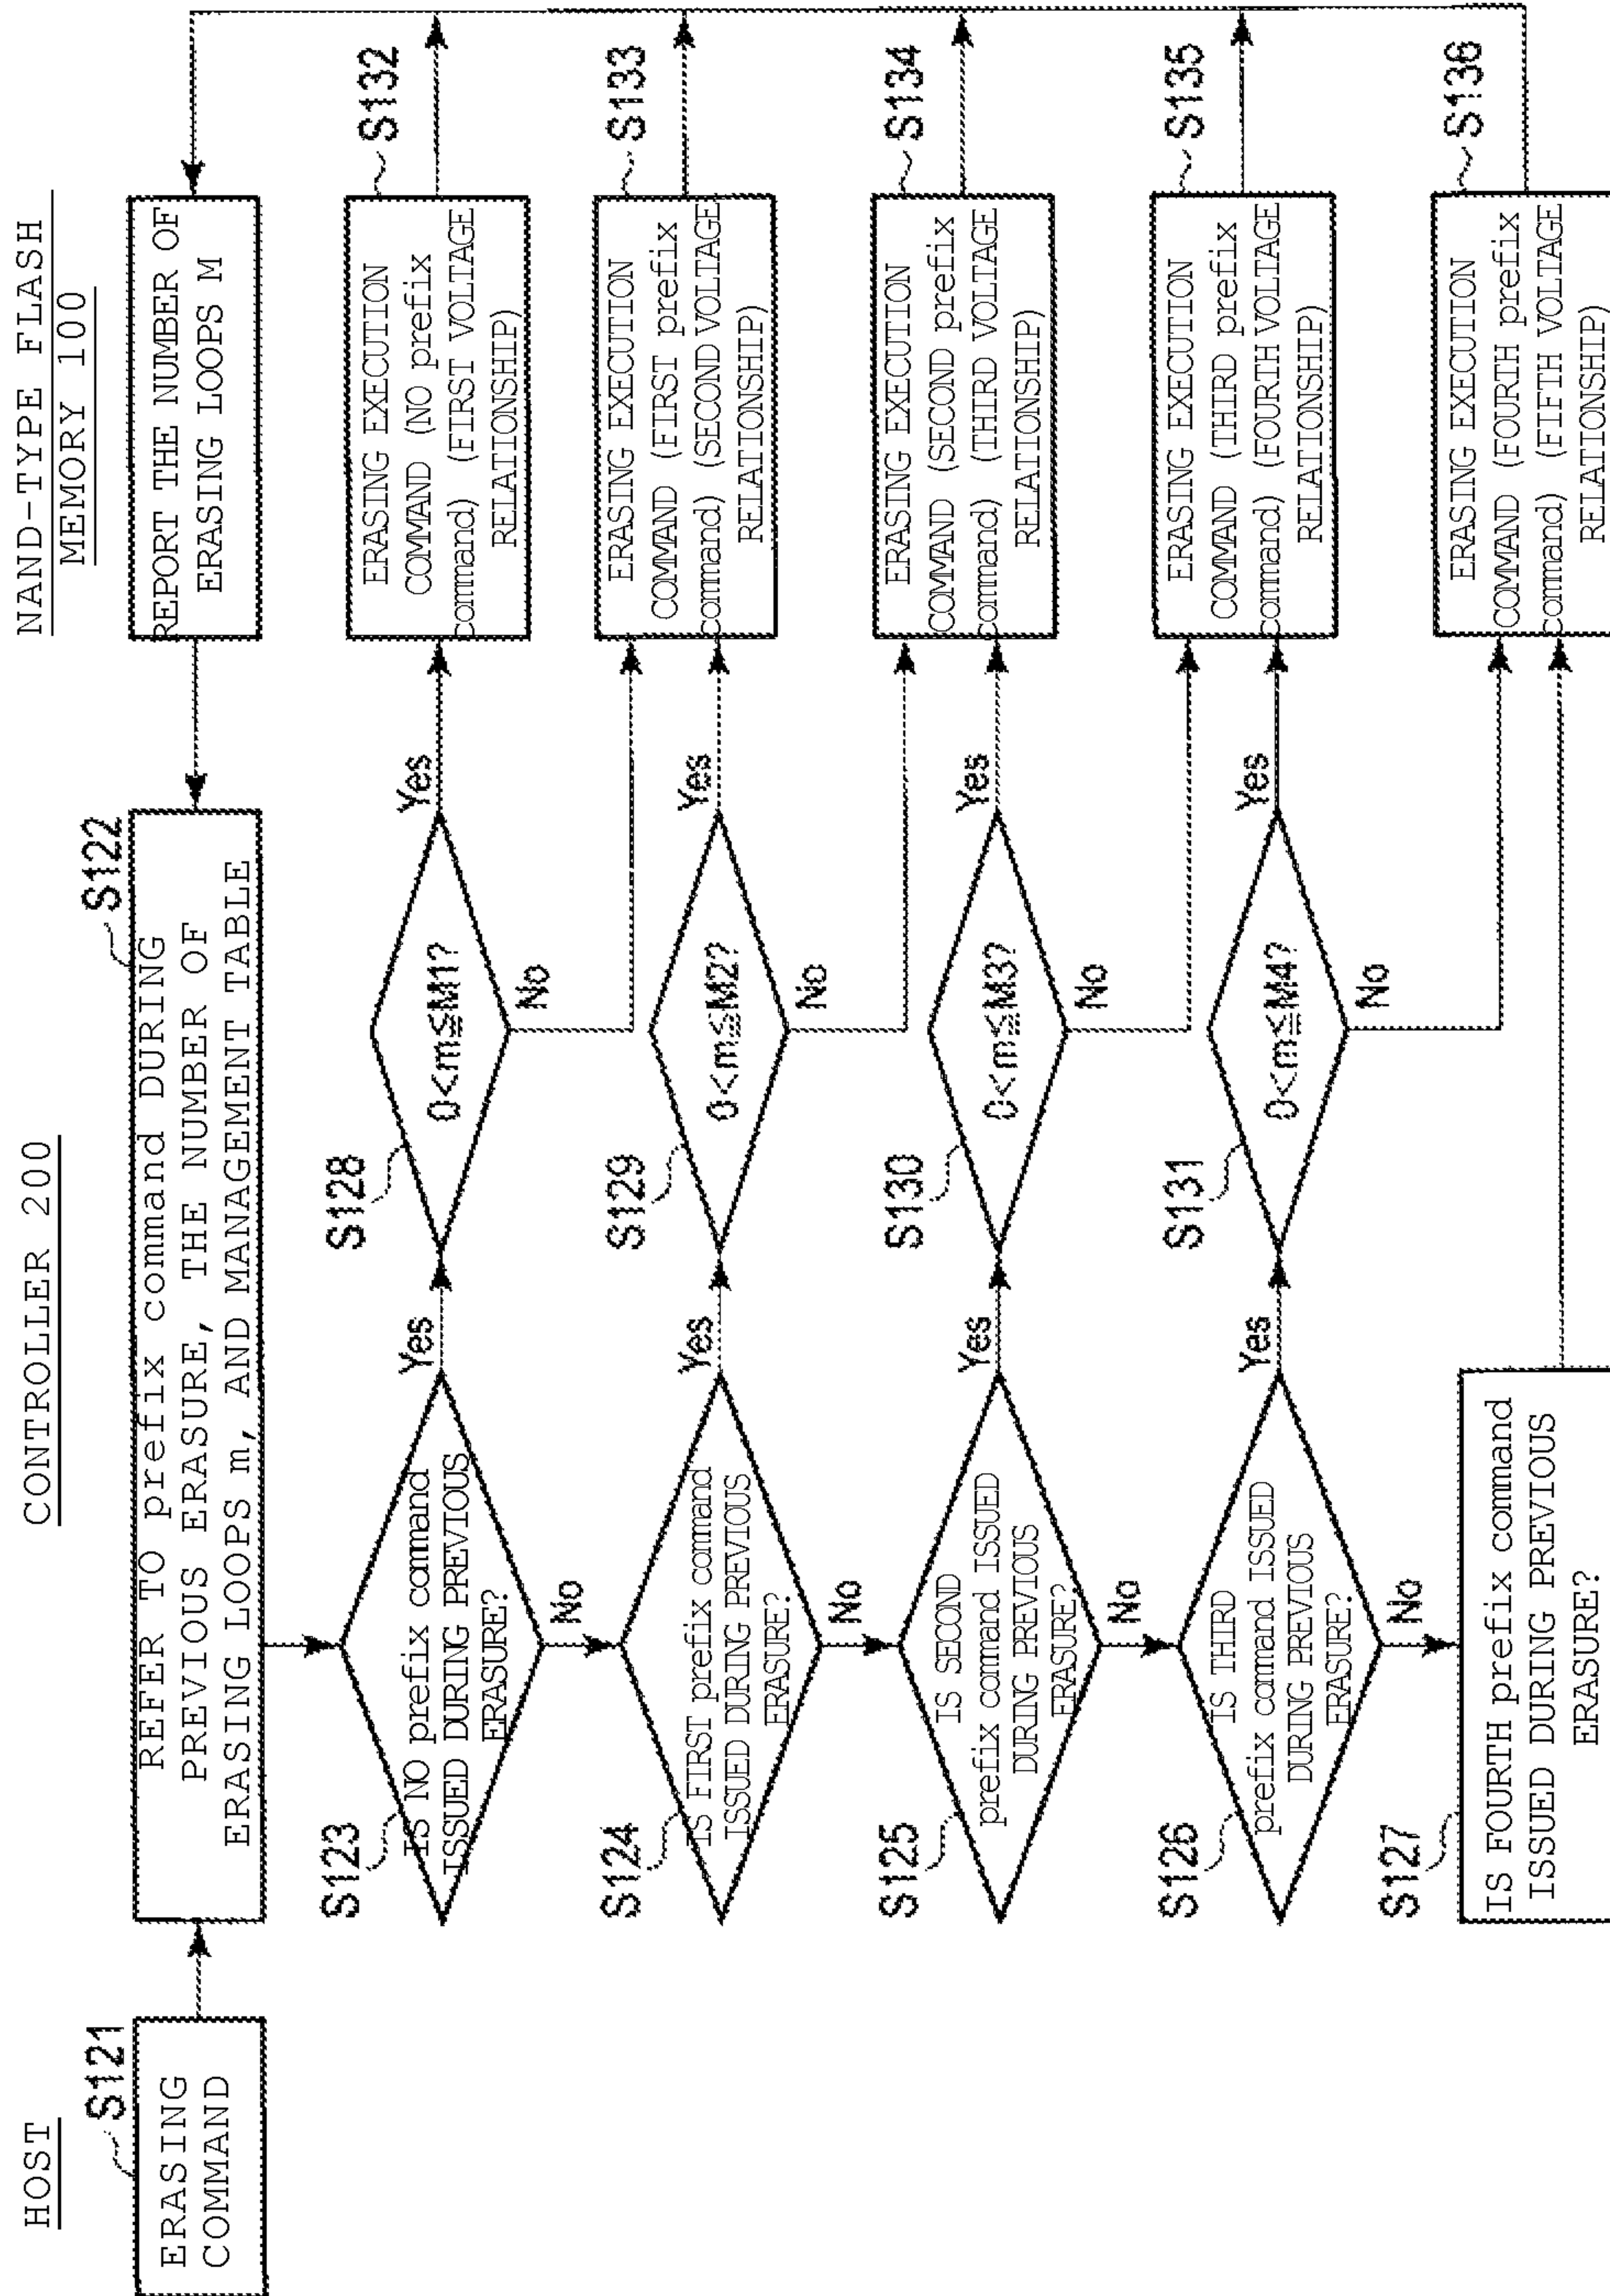 HOST
S121
ERASING
COMMAND
CONTROLLER 200
S122
REFER TO prefix command DURING
PREVIOUS ERASURE, THE NUMBER OF
ERASING LOOPS m, AND MANAGEMENT TABLE
NAND-TYPE FLASH
MEMORY 100
REPORT THE NUMBER OF
ERASING LOOPS M
S123
IS NO prefix command
ISSUED DURING PREVIOUS
ERASURE?
Yes
No
S128
0<m≦M1?
Yes
No
S132
ERASING EXECUTION
COMMAND (NO prefix
command) (FIRST VOLTAGE
RELATIONSHIP)
S124
IS FIRST prefix command
ISSUED DURING PREVIOUS
ERASURE?
Yes
No
S129
0<m≦M2?
Yes
No
S133
ERASING EXECUTION
COMMAND (FIRST prefix
command) (SECOND VOLTAGE
RELATIONSHIP)
S125
IS SECOND
prefix command ISSUED
DURING PREVIOUS
ERASURE?
Yes
No
S130
0<m≦M3?
Yes
No
S134
ERASING EXECUTION
COMMAND (SECOND prefix
command) (THIRD VOLTAGE
RELATIONSHIP)
S126
IS THIRD
prefix command ISSUED
DURING PREVIOUS
ERASURE?
Yes
No
S131
0<m≦M4?
Yes
No
S135
ERASING EXECUTION
COMMAND (THIRD prefix
command) (FOURTH VOLTAGE
RELATIONSHIP)
S127
IS FOURTH prefix command
ISSUED DURING PREVIOUS
ERASURE?
S136
ERASING EXECUTION
COMMAND (FOURTH prefix
command) (FIFTH VOLTAGE
RELATIONSHIP)